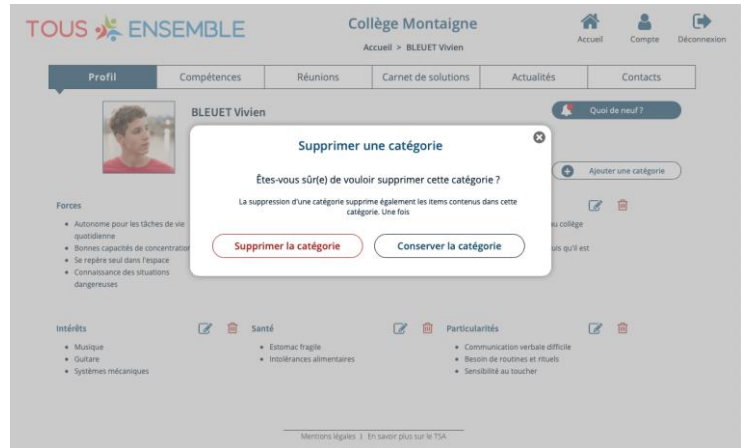 TOUS ENSEMBLE
Collège Montaigne
Accueil > BLEUET Vivien
Accueil
Compte
Déconnexion
Profil
Compétences
Réunions
Carnet de solutions
Actualités
Contacts
BLEUET Vivien
Quoi de neuf ?
Ajouter une catégorie
Supprimer une catégorie
Êtes-vous sûr(e) de vouloir supprimer cette catégorie ?
La suppression d'une catégorie supprime également les items contenus dans cette
catégorie. Une fois
Supprimer la catégorie
Conserver la catégorie
Forces
Autonome pour les tâches de vie
quotidienne
Bonnes capacités de concentration
Se repère seul dans l'espace
Connaissance des situations
dangereuses
au collège
puis qu'il est
Intérêts
Musique
Guitare
Systèmes mécaniques
Santé
Estomac fragile
Intolérances alimentaires
Particularités
Communication verbale difficile
Besoin de routines et rituels
Sensibilité au toucher
Mentions légales | En savoir plus sur le TSA